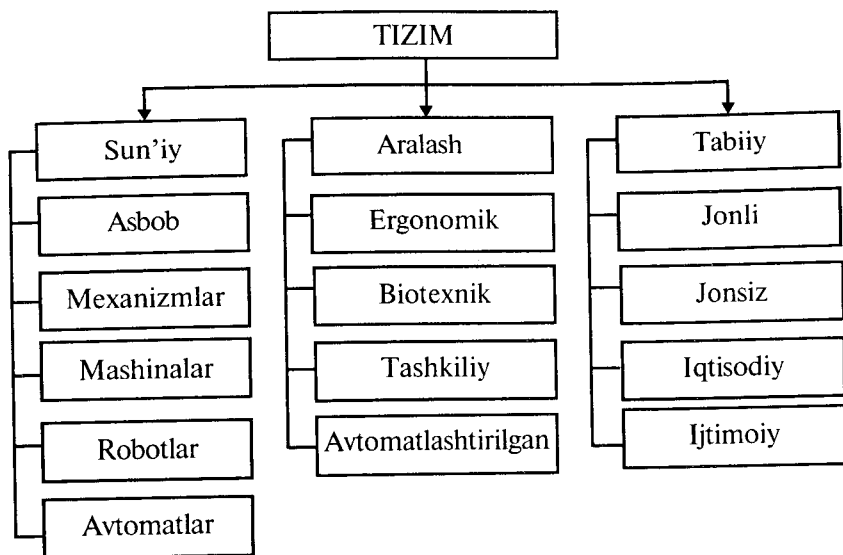 TIZIM
Sun’iy
Asbob
Mexanizmlar
Mashinalar
Robotlar
Avtomatlar
Aralash
Ergonomik
Biotexnik
Tashkiliy
Avtomatlashtirilgan
Tabiiy
Jonli
Jonsiz
Iqtisodiy
Ijtimoiy